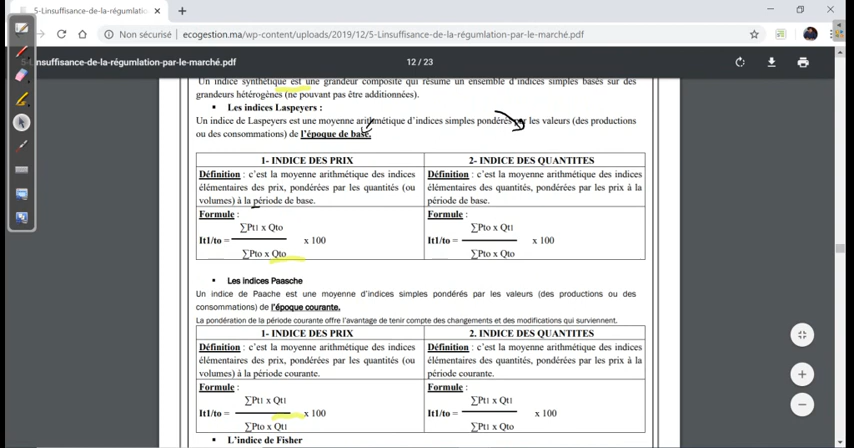 5-Linsuffisance-de-la-régumlation
Non sécurisé | ecogestion.ma/wp-content/uploads/2019/12/5-Linsuffisance-de-la-régumlation-par-le-marché.pdf
5-Linsuffisance-de-la-régumlation-par-le-marché.pdf
12 / 23
Un indice synthétique est une grandeur composite qui résume un ensemble d'indices simples basés sur des
grandeurs hétérogènes (ne pouvant pas être additionnées).
• Les indices Laspeyers :
Un indice de Laspeyers est une moyenne arithmétique d'indices simples pondérés par les valeurs (des productions
ou des consommations) de l'époque de base.
1- INDICE DES PRIX
Définition : c'est la moyenne arithmétique des indices
élémentaires des prix, pondérées par les quantités (ou
volumes) à la période de base.
Formule :
∑Pt1 x Qto
It1/to = x 100
∑Pto x Qto
2- INDICE DES QUANTITES
Définition : c'est la moyenne arithmétique des indices
élémentaires des quantités, pondérées par les prix à la
période de base.
Formule :
∑Pto x Qt1
It1/to = x 100
∑Pto x Qto
• Les indices Paasche
Un indice de Paache est une moyenne d'indices simples pondérés par les valeurs (des productions ou des
consommations) de l'époque courante.
La pondération de la période courante offre l'avantage de tenir compte des changements et des modifications qui surviennent.
1- INDICE DES PRIX
Définition : c'est la moyenne arithmétique des indices
élémentaires des prix, pondérées par les quantités (ou
volumes) à la période courante.
Formule :
∑Pt1 x Qt1
It1/to = x 100
∑Pto x Qt1
2. INDICE DES QUANTITES
Définition : c'est la moyenne arithmétique des indices
élémentaires des quantités, pondérées par les prix à la
période courante.
Formule :
∑Pt1 x Qt1
It1/to = x 100
∑Pt1 x Qto
• L'indice de Fisher